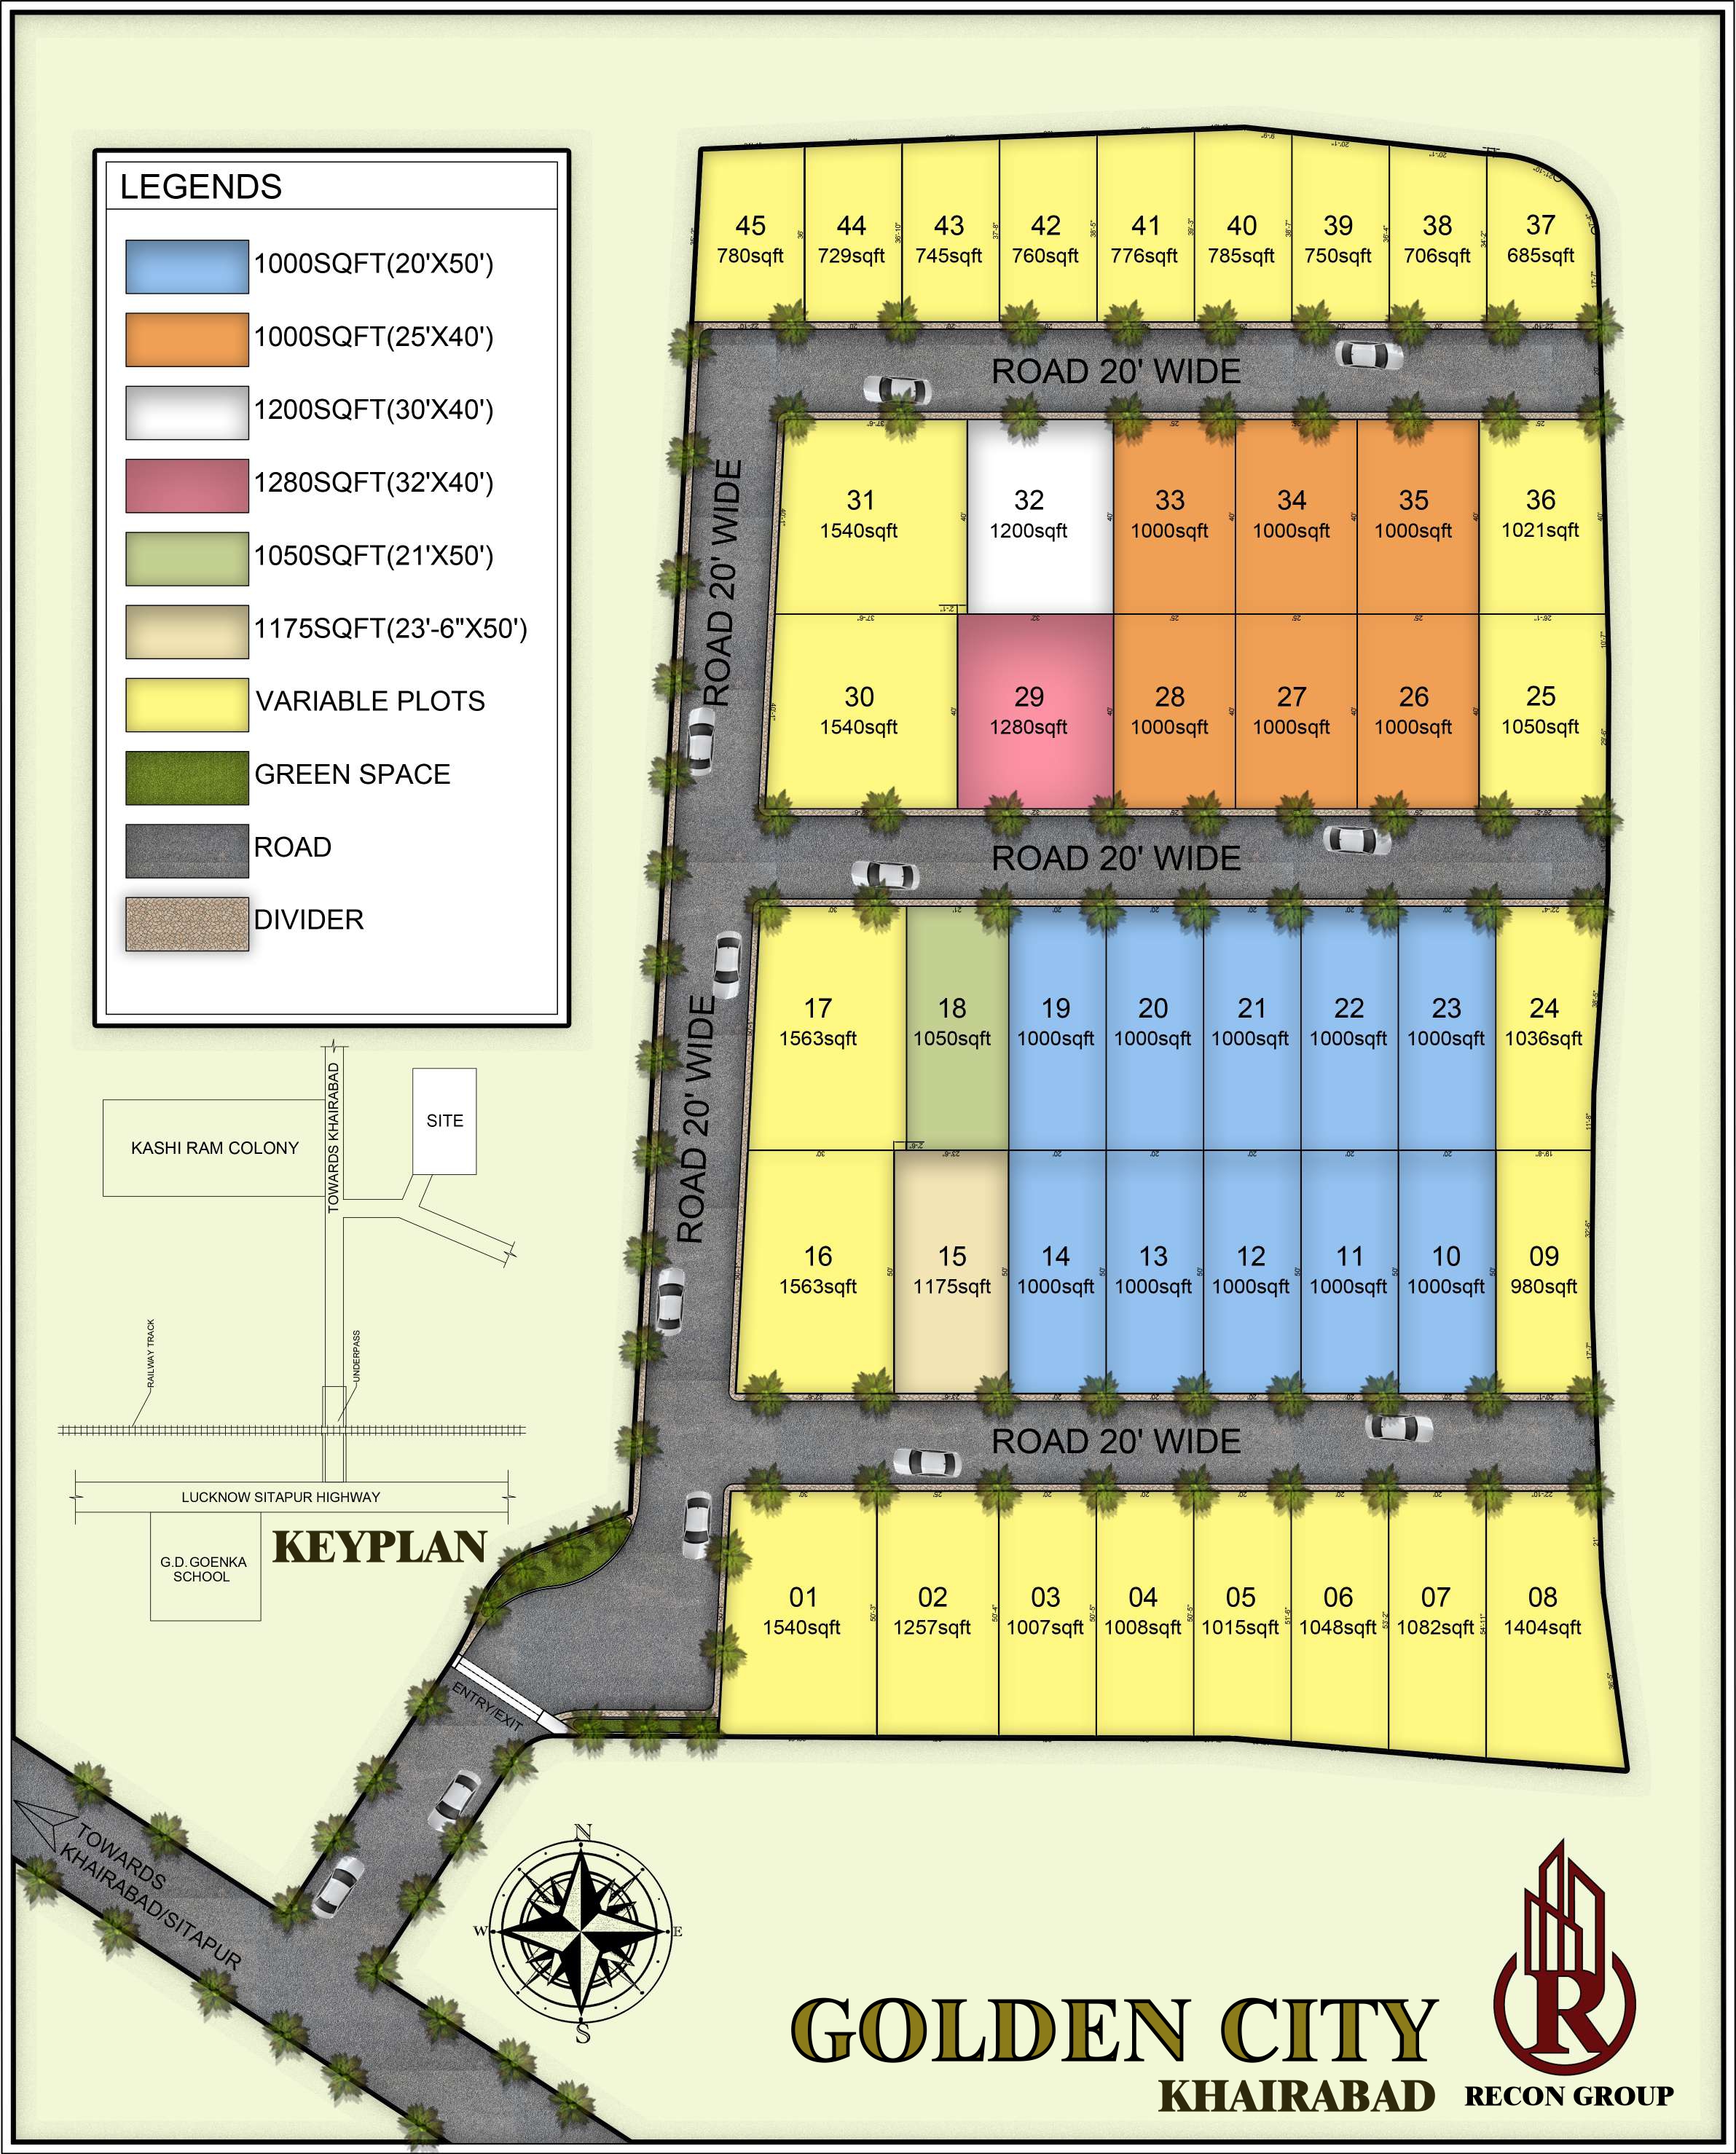 LEGENDS
1000SQFT(20'X50')
1000SQFT(25'X40')
1200SQFT(30'X40')
1280SQFT(32'X40')
1050SQFT(21'X50')
1175SQFT(23'-6"X50')
VARIABLE PLOTS
GREEN SPACE
ROAD
DIVIDER
45 44 43 42 41 40 39 38 37
780sqft 729sqft 745sqft 760sqft 776sqft 785sqft 750sqft 706sqft 685sqft
ROAD 20' WIDE
ROAD 20' WIDE
31 32 33 34 35 36
1540sqft 1200sqft 1000sqft 1000sqft 1000sqft 1021sqft
30 29 28 27 26 25
1540sqft 1280sqft 1000sqft 1000sqft 1000sqft 1050sqft
ROAD 20' WIDE
ROAD 20' WIDE
17 18 19 20 21 22 23 24
1563sqft 1050sqft 1000sqft 1000sqft 1000sqft 1000sqft 1000sqft 1036sqft
16 15 14 13 12 11 10 09
1563sqft 1175sqft 1000sqft 1000sqft 1000sqft 1000sqft 1000sqft 980sqft
ROAD 20' WIDE
01 02 03 04 05 06 07 08
1540sqft 1257sqft 1007sqft 1008sqft 1015sqft 1048sqft 1082sqft 1404sqft
ENTRY/EXIT
TOWARDS KHAIRABAD
SITE
KASHI RAM COLONY
RAILWAY TRACK
UNDERPASS
LUCKNOW SITAPUR HIGHWAY
G.D.GOENKA
SCHOOL
KEYPLAN
TOWARDS
KHAIRABAD/SITAPUR
N
W E
S
GOLDEN CITY
KHAIRABAD
R
RECON GROUP